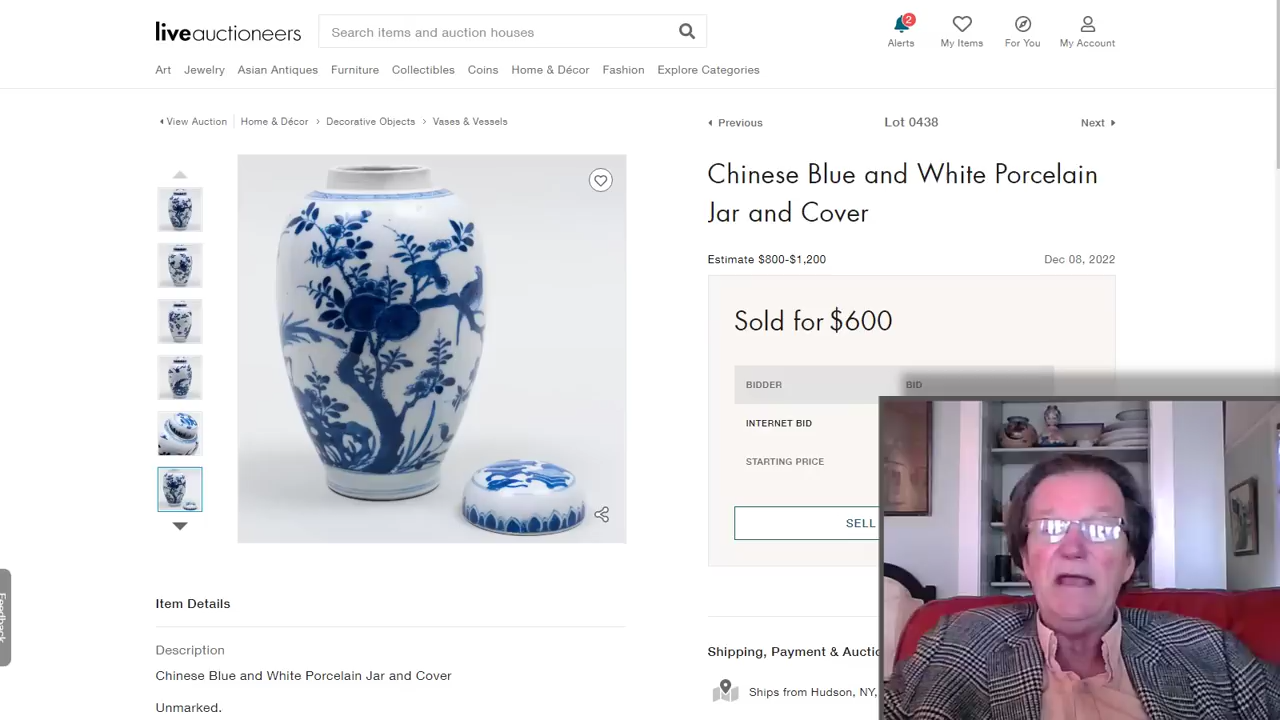 liveauctioneers
Search items and auction houses
2
Alerts
My Items
For You
My Account
Art
Jewelry
Asian Antiques
Furniture
Collectibles
Coins
Home & Décor
Fashion
Explore Categories
View Auction
Home & Décor
Decorative Objects
Vases & Vessels
Previous
Lot 0438
Next
Chinese Blue and White Porcelain
Jar and Cover
Estimate $800-$1,200
Dec 08, 2022
Sold for $600
BIDDER
BID
INTERNET BID
STARTING PRICE
SELL
Feedback
Item Details
Description
Chinese Blue and White Porcelain Jar and Cover
Unmarked.
Shipping, Payment & Auctio
Ships from Hudson, NY,